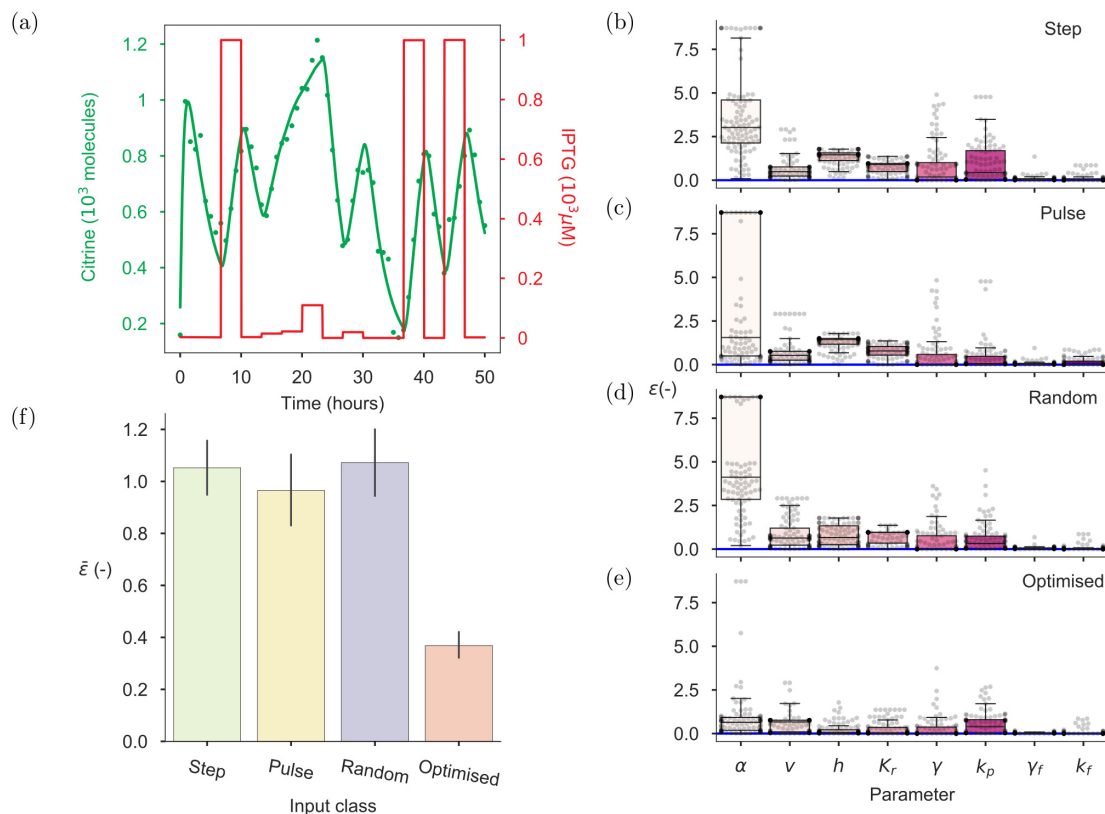 (a)
1.2
1
0.8
0.6
0.4
0.2
Citrine (10³ molecules)
1
0.8
0.6
0.4
0.2
0
IPTG (10³μM)
0
10
20
30
40
50
Time (hours)
(b)
Step
7.5
5.0
2.5
0.0
(c)
Pulse
7.5
5.0
2.5
0.0
(d)
ε(-)
Random
7.5
5.0
2.5
0.0
(e)
Optimised
7.5
5.0
2.5
0.0
α
v
h
Kᵣ
γ
kₚ
γ_f
k_f
Parameter
(f)
1.2
1.0
0.8
0.6
0.4
0.2
0.0
ε̄ (-)
Step
Pulse
Random
Optimised
Input class